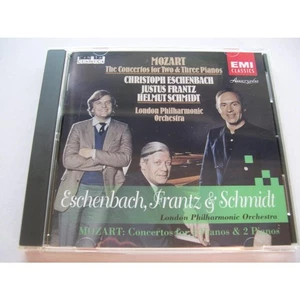 MOZART
The Concertos for Two & Three Pianos
CHRISTOPH ESCHENBACH
JUSTUS FRANTZ
HELMUT SCHMIDT
London Philharmonic
Orchestra
EMI
CLASSICS
Eschenbach, Frantz & Schmidt
London Philharmonic Orchestra
MOZART: Concertos for Pianos & 2 Pianos